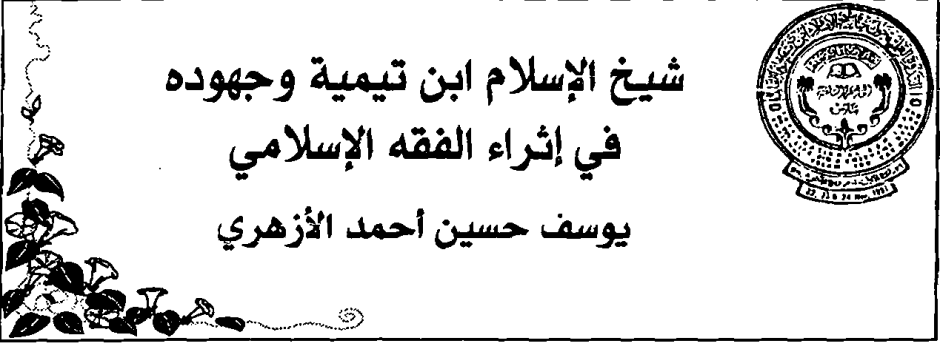 شيخ الإسلام ابن تيمية وجهوده
في إثراء الفقه الإسلامي
يوسف حسين أحمد الأزهري